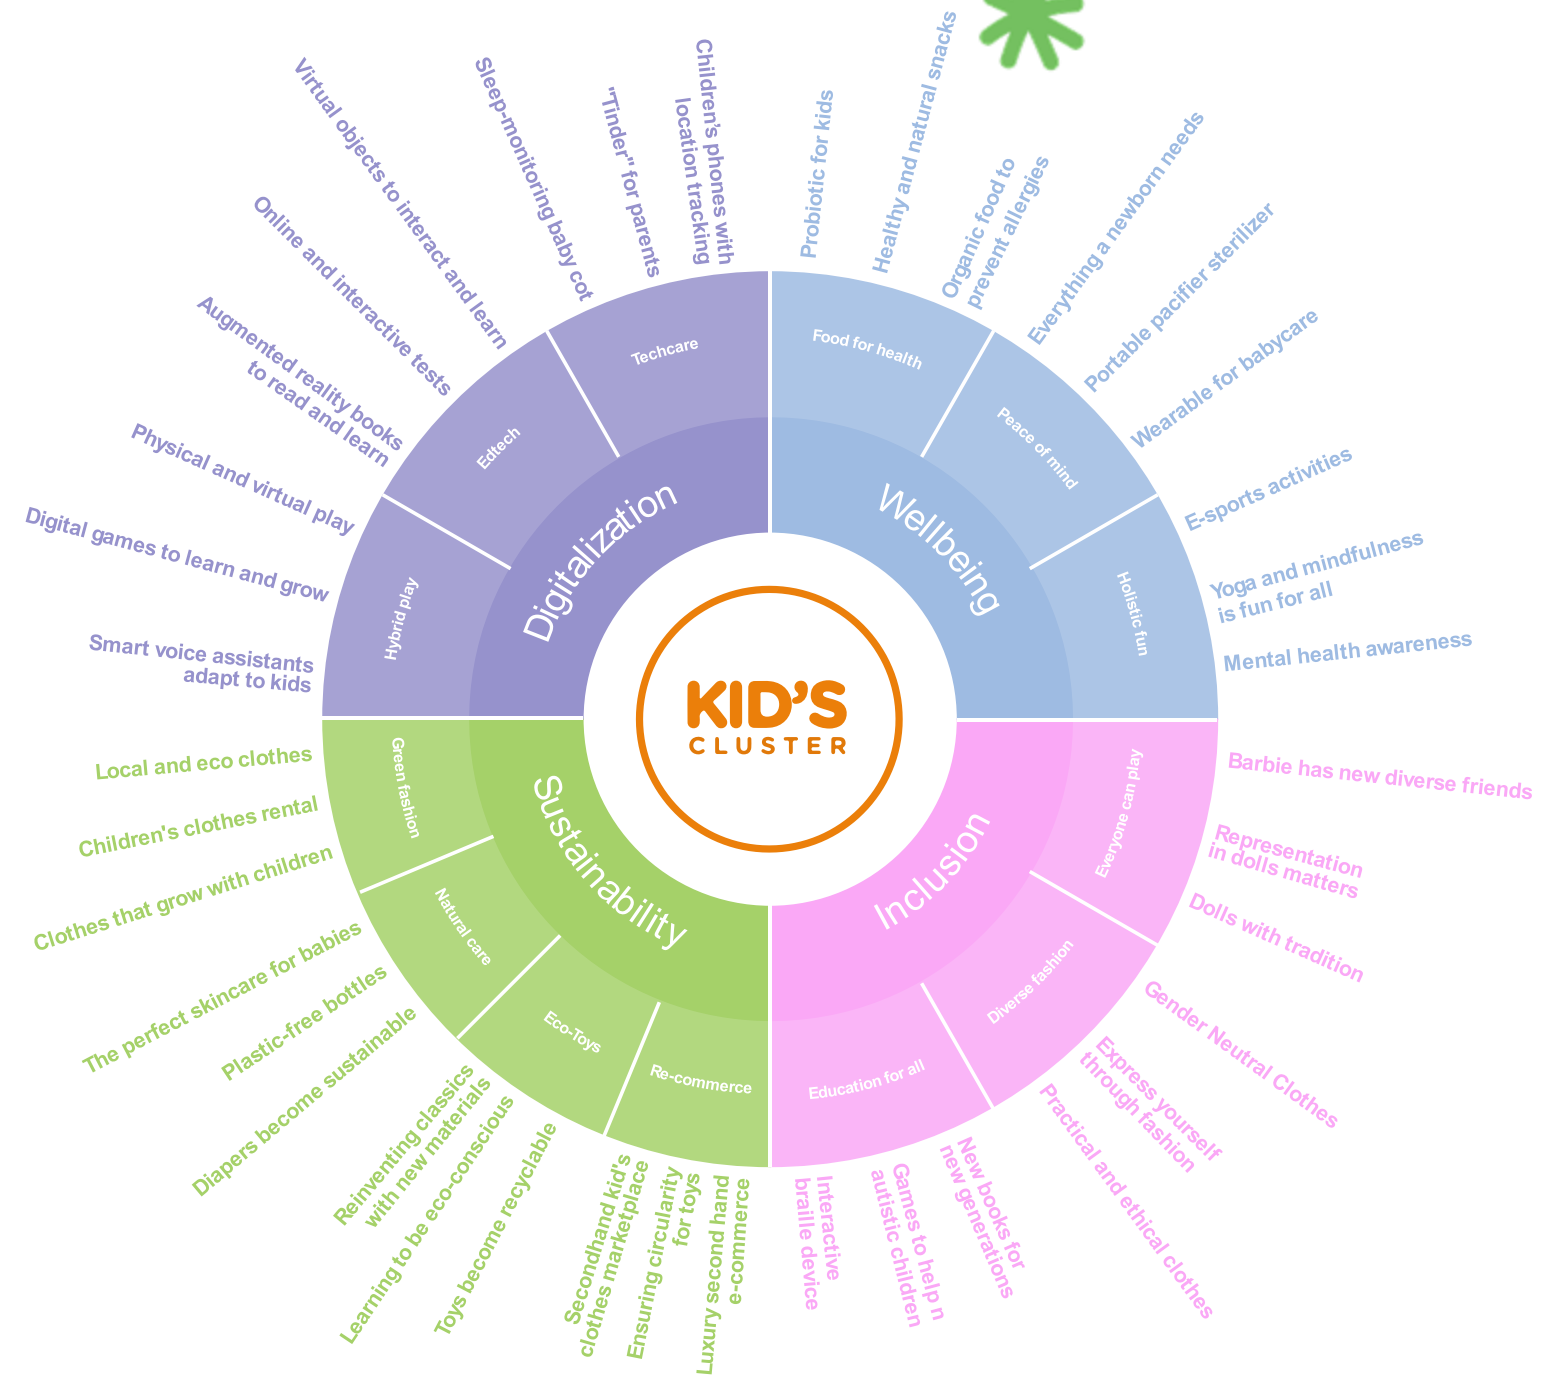 KID'S
CLUSTER
Wellbeing
Food for health
Probiotic for kids
Healthy and natural snacks
Organic food to
prevent allergies
Peace of mind
Everything a newborn needs
Portable pacifier sterilizer
Wearable for babycare
Holistic fun
E-sports activities
Yoga and mindfulness
is fun for all
Mental health awareness
Inclusion
Everyone can play
Barbie has new diverse friends
Representation
in dolls matters
Dolls with tradition
Diverse fashion
Gender Neutral Clothes
Express yourself
through fashion
Practical and ethical clothes
Education for all
New books for
new generations
Games to help n
autistic children
Interactive
braille device
Sustainability
Re-commerce
Luxury second hand
e-commerce
Ensuring circularity
for toys
Secondhand kid's
clothes marketplace
Eco-Toys
Toys become recyclable
Learning to be eco-conscious
Reinventing classics
with new materials
Natural care
Diapers become sustainable
Plastic-free bottles
The perfect skincare for babies
Green fashion
Clothes that grow with children
Children's clothes rental
Local and eco clothes
Digitalization
Hybrid play
Smart voice assistants
adapt to kids
Digital games to learn and grow
Physical and virtual play
Edtech
Augmented reality books
to read and learn
Online and interactive tests
Virtual objects to interact and learn
Techcare
Sleep-monitoring baby cot
"Tinder" for parents
Children's phones with
location tracking